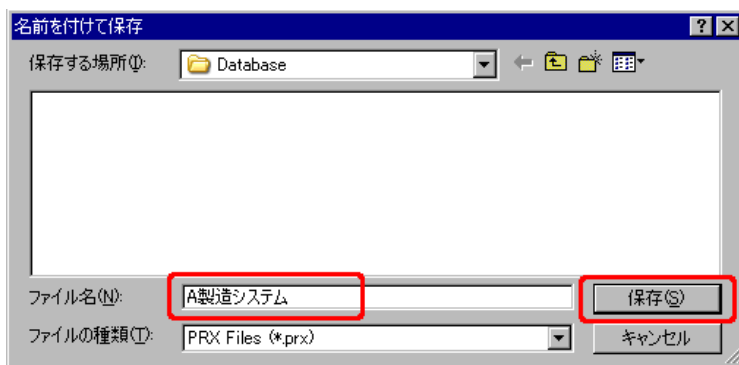 名前を付けて保存
保存する場所(I): Database
ファイル名(N): A製造システム 保存(S)
ファイルの種類(T): PRX Files (*.prx) キャンセル